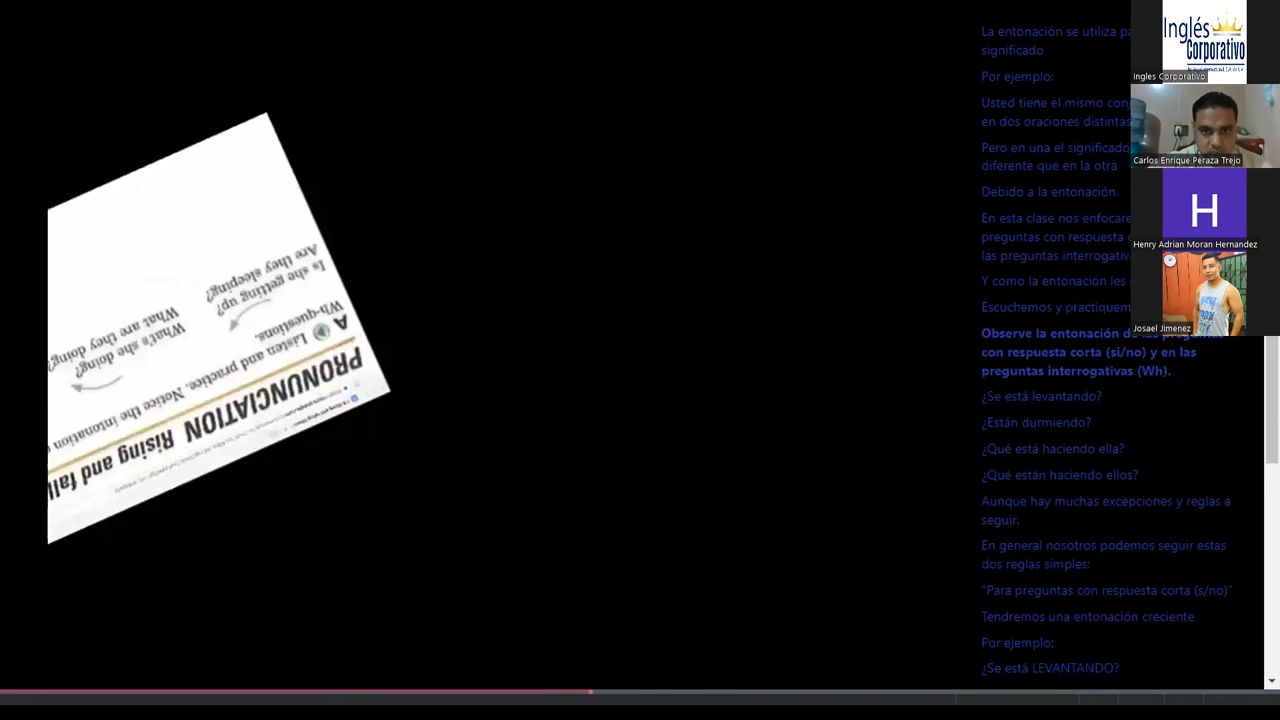 PRONUNCIATION Rising and fall
A Listen and practice. Notice the intonation
Wh-questions.
Is she getting up?
Are they sleeping?
What's she doing?
What are they doing?
La entonación se utiliza pa
significado
Por ejemplo:
Usted tiene el mismo con
en dos oraciones distintas
Pero en una el significado
diferente que en la otra
Debido a la entonación.
En esta clase nos enfocare
preguntas con respuesta c
las preguntas interrogativ
Y como la entonación les
Escuchemos y practiquem
Observe la entonación de las preguntas
con respuesta corta (si/no) y en las
preguntas interrogativas (Wh).
¿Se está levantando?
¿Están durmiendo?
¿Qué está haciendo ella?
¿Qué están haciendo ellos?
Aunque hay muchas excepciones y reglas a
seguir.
En general nosotros podemos seguir estas
dos reglas simples:
"Para preguntas con respuesta corta (s/no)"
Tendremos una entonación creciente
Por ejemplo:
¿Se está LEVANTANDO?
Inglés
Corporativo
Ingles Corporativo
Carlos Enrique Peraza Trejo
H
Henry Adrian Moran Hernandez
Josael Jimenez